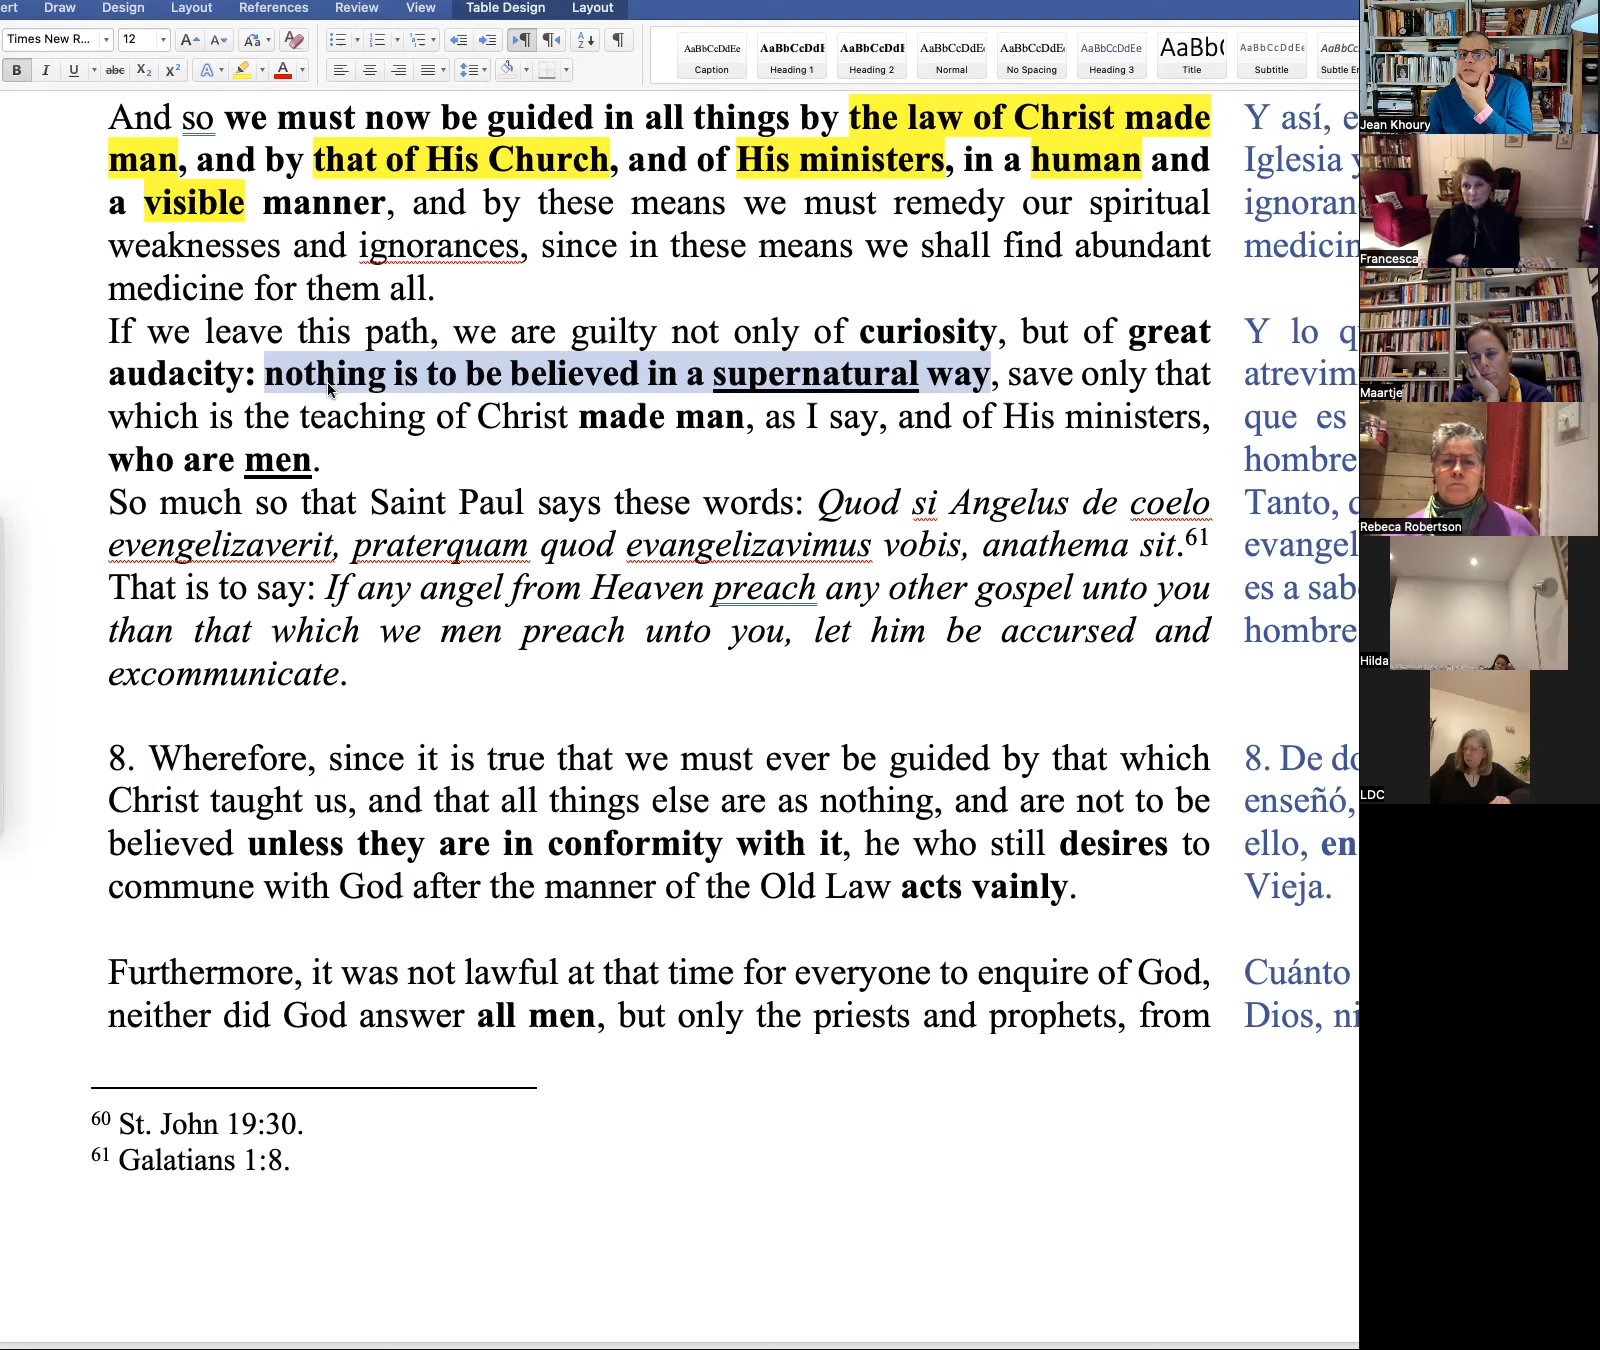 ert Draw Design Layout References Review View Table Design Layout
Times New R... 12 A A Aa A
B I U abc X2 X2 A A
AaBbCcDdEe AaBbCcDdE AaBbCcDdE AaBbCcDdE AaBbCcDdE AaBbCcDdEe AaBb( AaBbCcDdEe AaBbCc
Caption Heading 1 Heading 2 Normal No Spacing Heading 3 Title Subtitle Subtle Er
And so we must now be guided in all things by the law of Christ made
man, and by that of His Church, and of His ministers, in a human and
a visible manner, and by these means we must remedy our spiritual
weaknesses and ignorances, since in these means we shall find abundant
medicine for them all.
If we leave this path, we are guilty not only of curiosity, but of great
audacity: nothing is to be believed in a supernatural way, save only that
which is the teaching of Christ made man, as I say, and of His ministers,
who are men.
So much so that Saint Paul says these words: Quod si Angelus de coelo
evengelizaverit, praterquam quod evangelizavimus vobis, anathema sit.61
That is to say: If any angel from Heaven preach any other gospel unto you
than that which we men preach unto you, let him be accursed and
excommunicate.
8. Wherefore, since it is true that we must ever be guided by that which
Christ taught us, and that all things else are as nothing, and are not to be
believed unless they are in conformity with it, he who still desires to
commune with God after the manner of the Old Law acts vainly.
Furthermore, it was not lawful at that time for everyone to enquire of God,
neither did God answer all men, but only the priests and prophets, from
60 St. John 19:30.
61 Galatians 1:8.
Y así, e
Iglesia y
ignoran
medicin
Y lo q
atrevim
que es
hombre
Tanto, q
evangel
es a sab
hombre
8. De do
enseñó,
ello, en
Vieja.
Cuánto
Dios, ni
Jean Khoury
Francesca
Maartje
Rebeca Robertson
Hilda
LDC